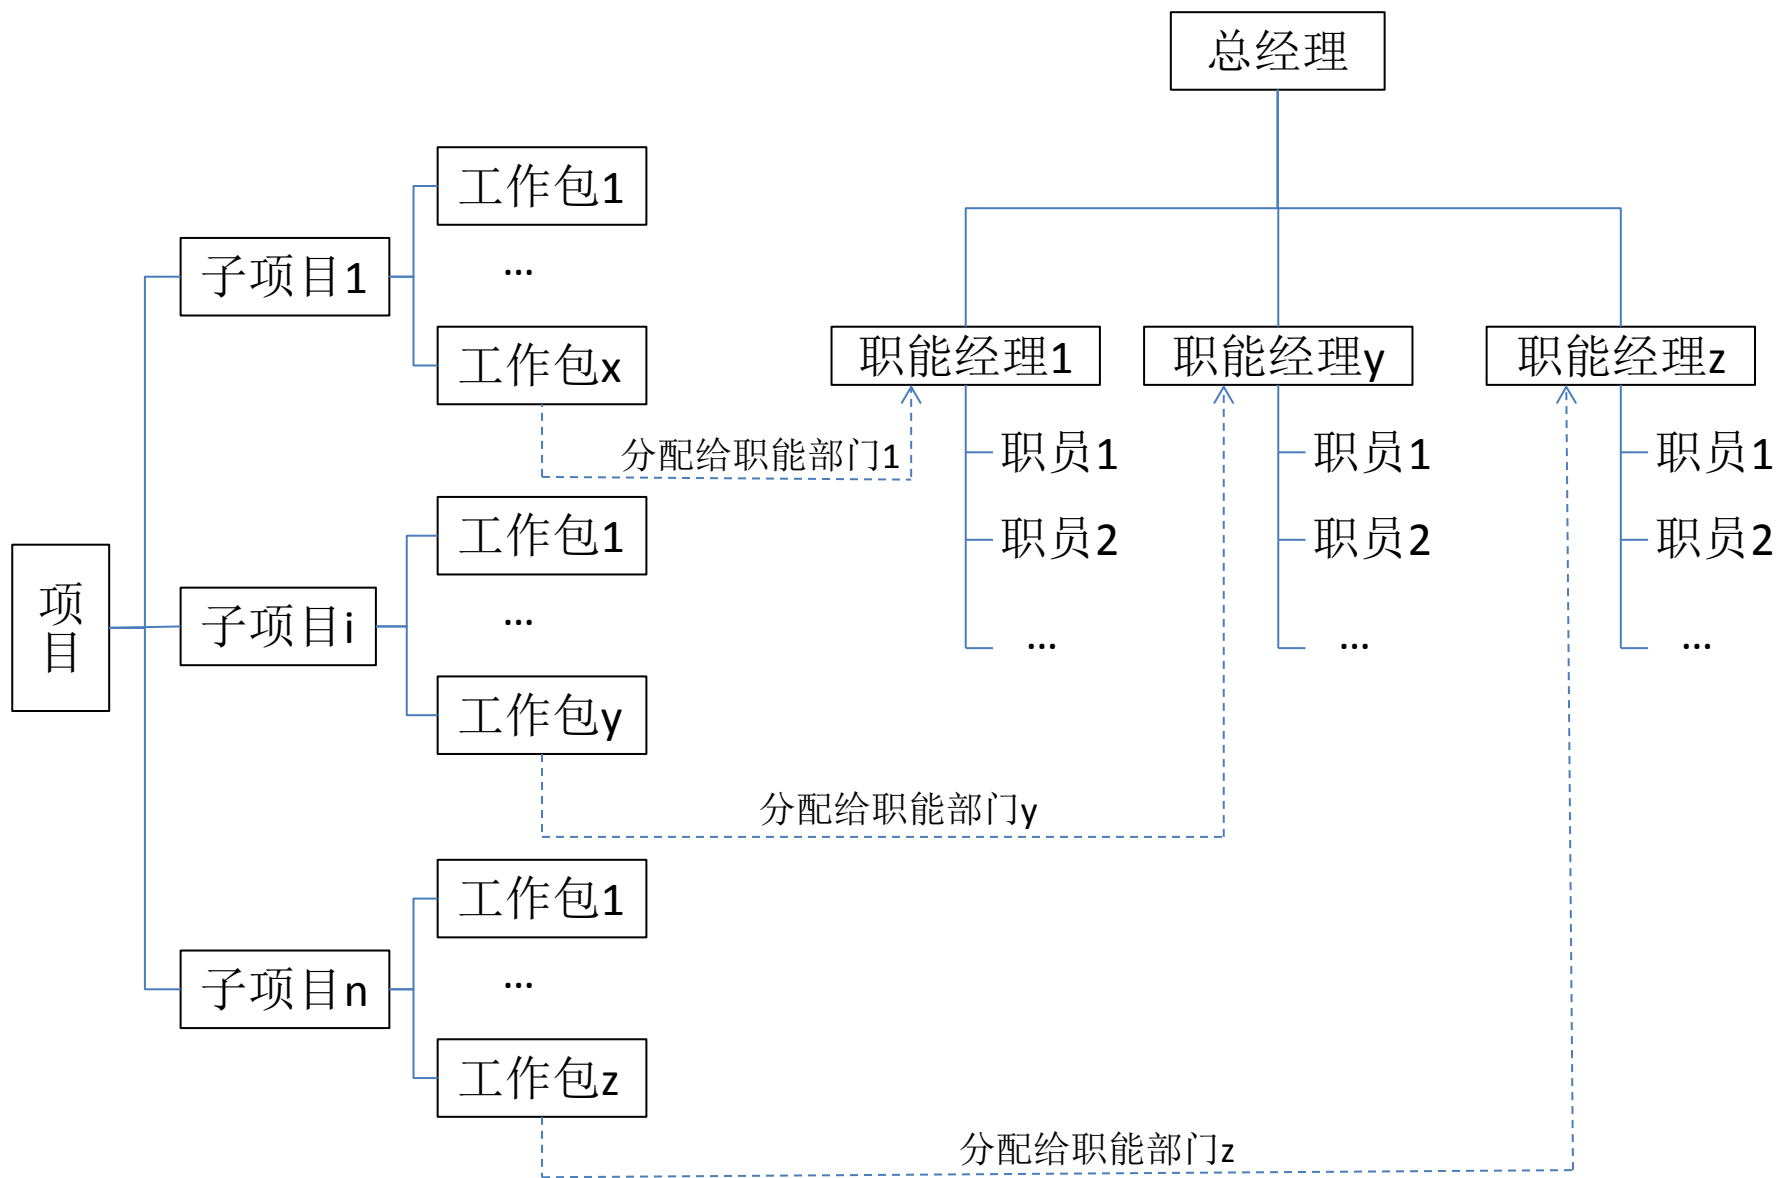 总经理
工作包1
子项目1
…
工作包x
职能经理1
职能经理y
职能经理z
分配给职能部门1
职员1
职员1
职员1
工作包1
职员2
职员2
职员2
项
目
子项目i
…
…
…
…
工作包y
分配给职能部门y
工作包1
子项目n
…
工作包z
分配给职能部门z